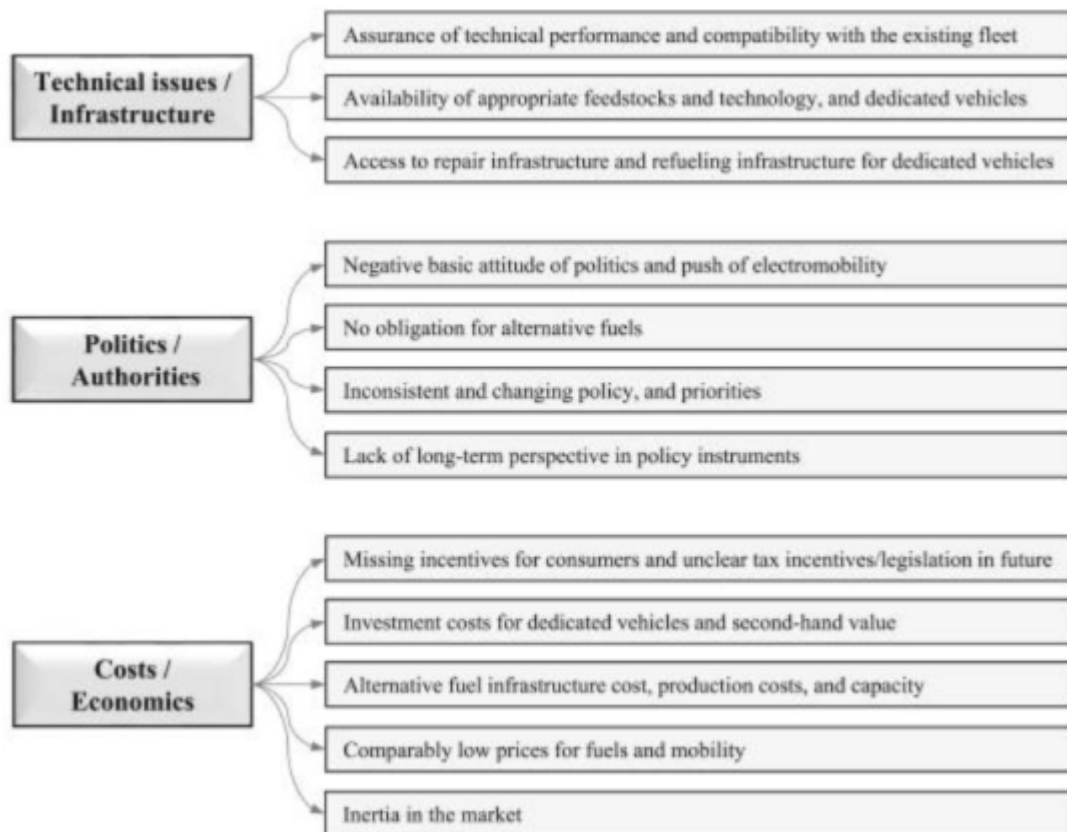 Technical issues /
Infrastructure
Assurance of technical performance and compatibility with the existing fleet
Availability of appropriate feedstocks and technology, and dedicated vehicles
Access to repair infrastructure and refueling infrastructure for dedicated vehicles
Politics /
Authorities
Negative basic attitude of politics and push of electromobility
No obligation for alternative fuels
Inconsistent and changing policy, and priorities
Lack of long-term perspective in policy instruments
Costs /
Economics
Missing incentives for consumers and unclear tax incentives/legislation in future
Investment costs for dedicated vehicles and second-hand value
Alternative fuel infrastructure cost, production costs, and capacity
Comparably low prices for fuels and mobility
Inertia in the market